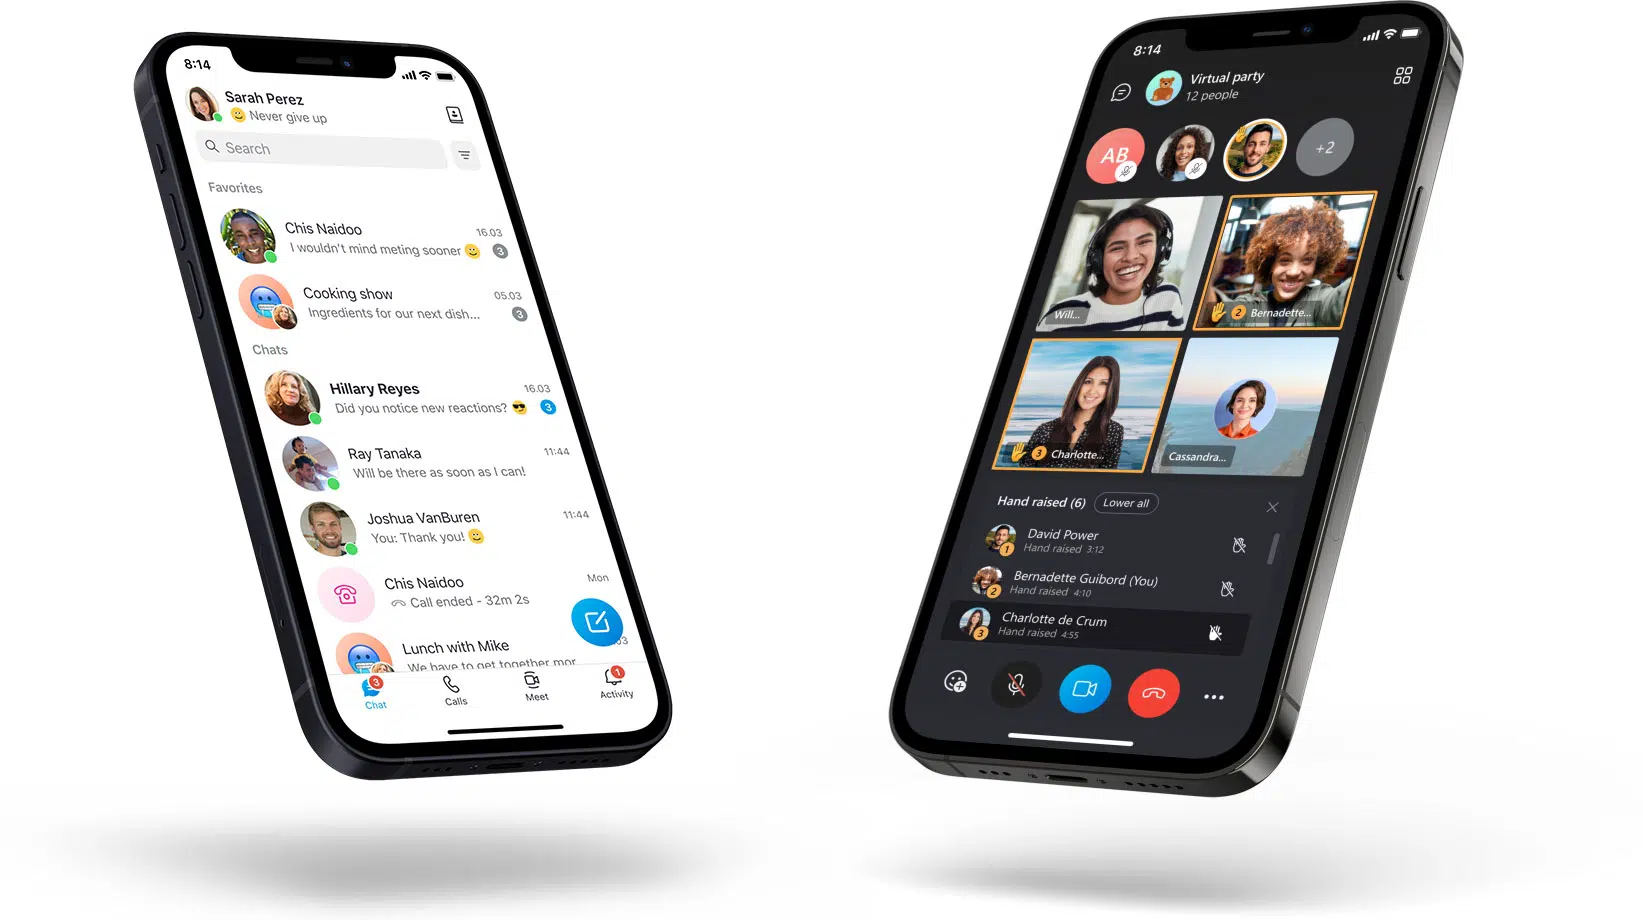 8:14
Sarah Perez
Never give up
Search
Favorites
Chis Naidoo
16.03
I wouldn't mind meting sooner
3
Cooking show
05.03
Ingredients for our next dish...
3
Chats
Hillary Reyes
16.03
Did you notice new reactions?
3
Ray Tanaka
11:44
Will be there as soon as I can!
Joshua VanBuren
11:44
You: Thank you!
Chis Naidoo
Mon
Call ended - 32m 2s
Lunch with Mike
03
We have to get together mor
3
1
Chat
Calls
Meet
Activity
8:14
Virtual party
12 people
AB
+2
Will...
2 Bernadette...
3 Charlotte...
Cassandra...
Hand raised (6)
Lower all
David Power
1
Hand raised 3:12
Bernadette Guibord (You)
2
Hand raised 4:10
Charlotte de Crum
3
Hand raised 4:55